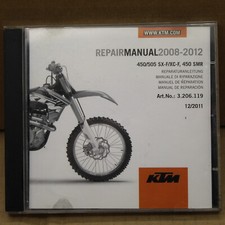 WWW.KTM.COM
REPAIRMANUAL2008-2012
450/505 SX-F/XC-F, 450 SMR
REPARATURANLEITUNG
MANUALE DI RIPARAZIONE
MANUEL DE RÉPARATION
MANUAL DE REPARACIÓN
Art.No.: 3.206.119
12/2011
KTM